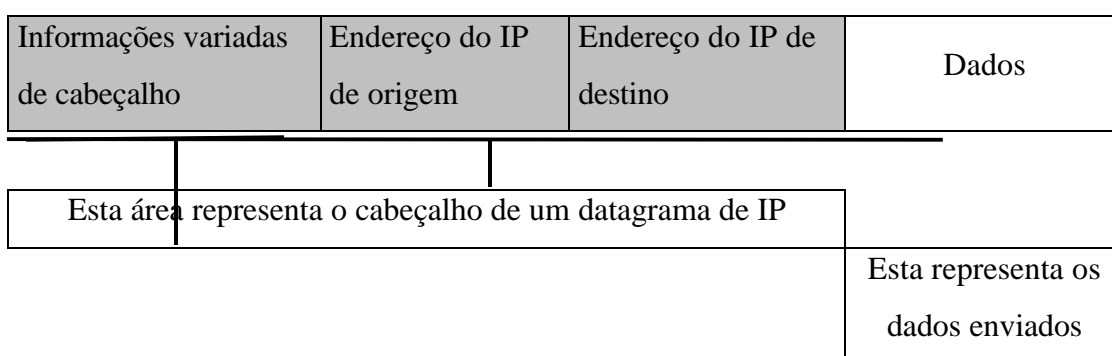 Informações variadas
de cabeçalho
Endereço do IP
de origem
Endereço do IP de
destino
Dados
Esta área representa o cabeçalho de um datagrama de IP
Esta representa os
dados enviados